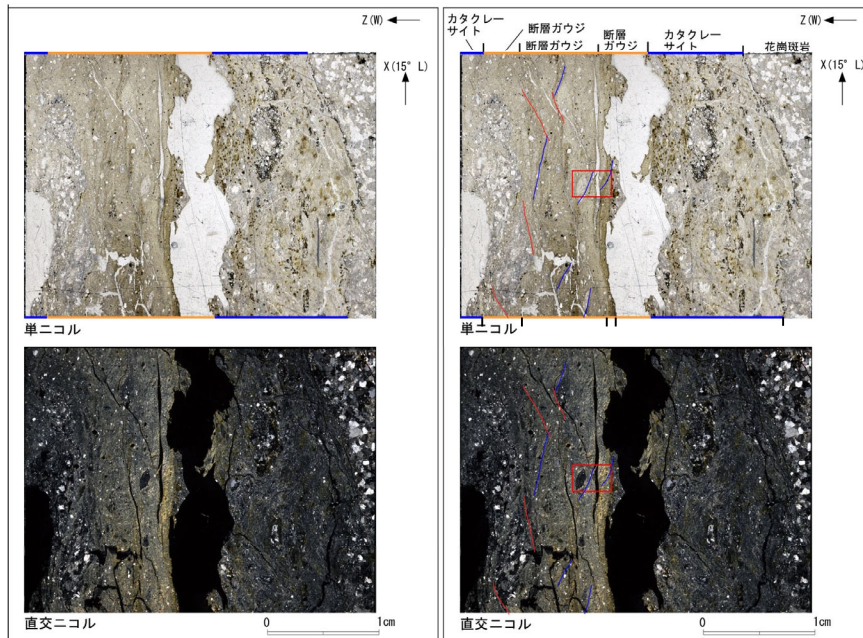 Z(W)
X(15° L)
単ニコル
直交ニコル
0 1cm
カタクレー
サイト
断層ガウジ
断層ガウジ
断層
ガウジ
カタクレー
サイト
花崗斑岩
Z(W)
X(15° L)
単ニコル
直交ニコル
0 1cm